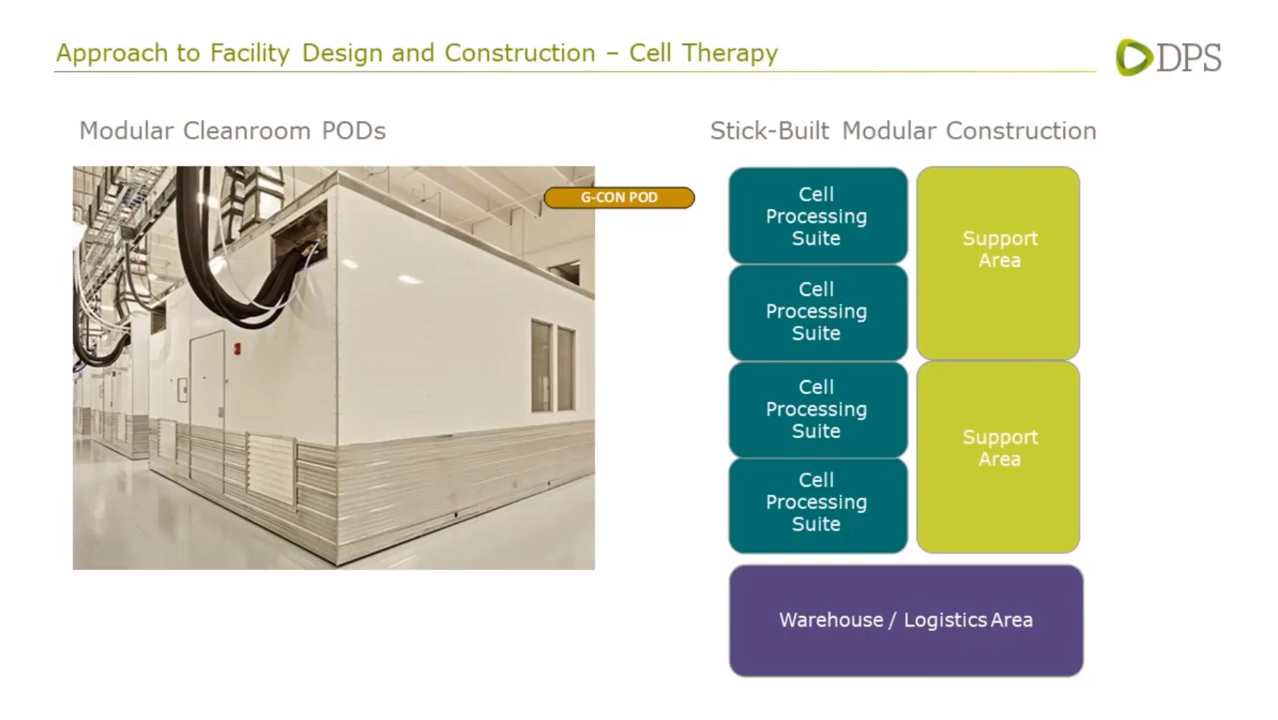 Approach to Facility Design and Construction – Cell Therapy
DPS
Modular Cleanroom PODs
Stick-Built Modular Construction
G-CON POD
Cell
Processing
Suite
Support
Area
Cell
Processing
Suite
Cell
Processing
Suite
Support
Area
Cell
Processing
Suite
Warehouse / Logistics Area